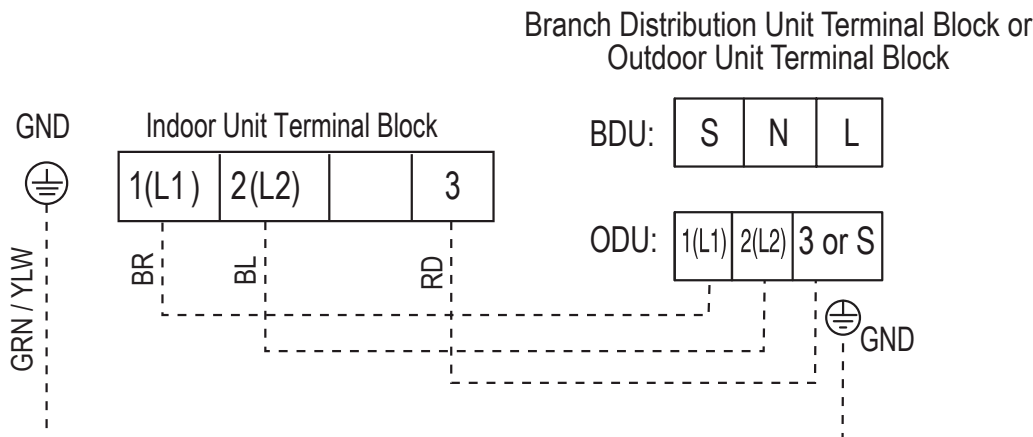 Branch Distribution Unit Terminal Block or
Outdoor Unit Terminal Block
GND
Indoor Unit Terminal Block
BDU:
S
N
L
1(L1 )
2(L2)
3
ODU:
1(L1)
2(L2)
3 or S
GRN / YLW
BR
BL
RD
GND